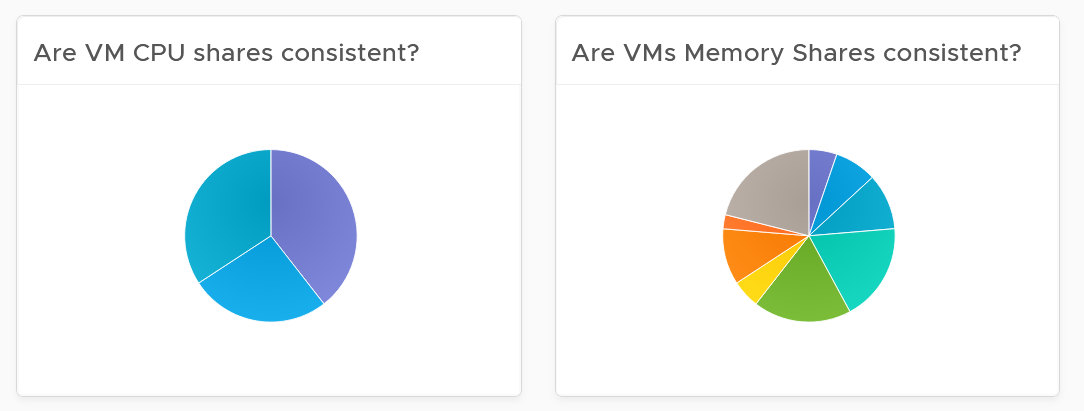 Are VM CPU shares consistent?
Are VMs Memory Shares consistent?